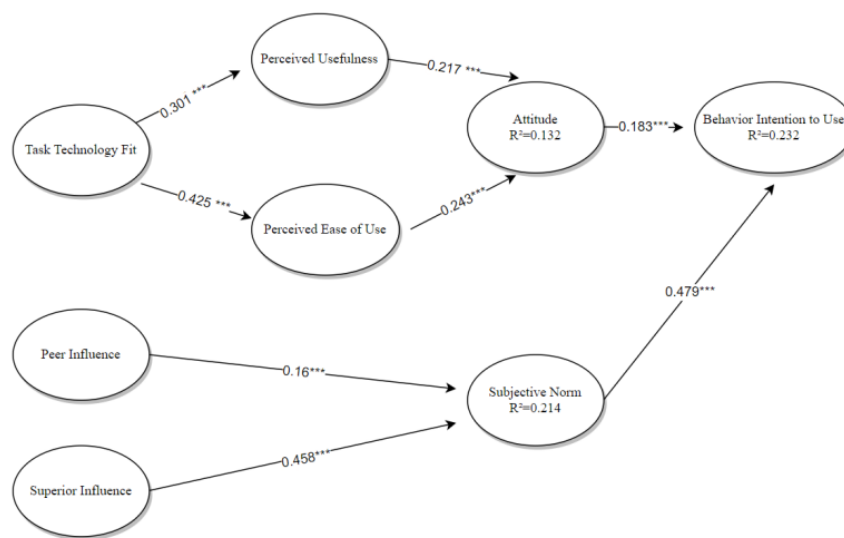 Perceived Usefulness
0.217 ***
0.301 ***
Attitude
R²=0.132
0.183***
Behavior Intention to Use
R²=0.232
Task Technology Fit
0.425 ***
0.243***
Perceived Ease of Use
0.479***
Peer Influence
0.16***
Subjective Norm
R²=0.214
0.458***
Superior Influence